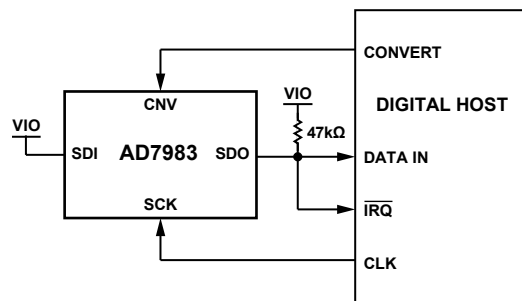 CONVERT
CNV
VIO
DIGITAL HOST
VIO
47kΩ
SDI
AD7983
SDO
DATA IN
SCK
IRQ
CLK